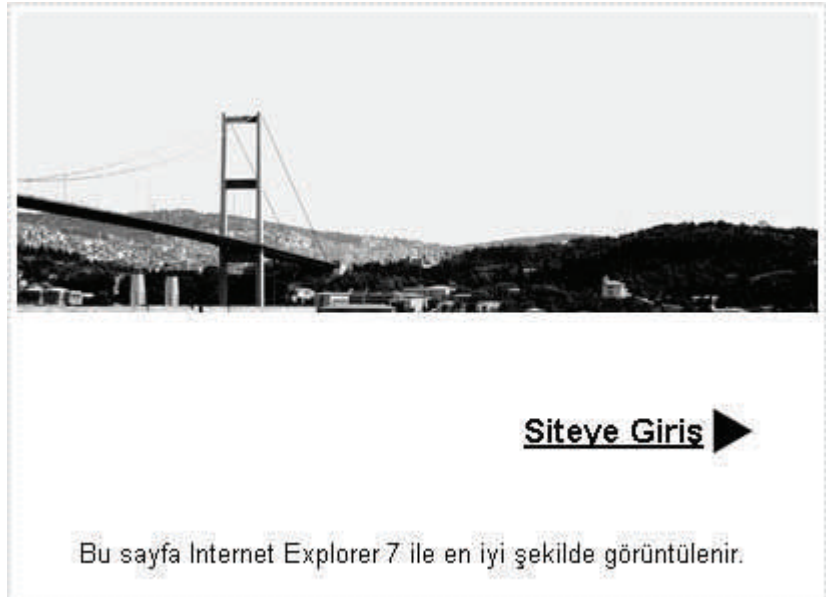 Siteye Giriş
Bu sayfa Internet Explorer 7 ile en iyi şekilde görüntülenir.